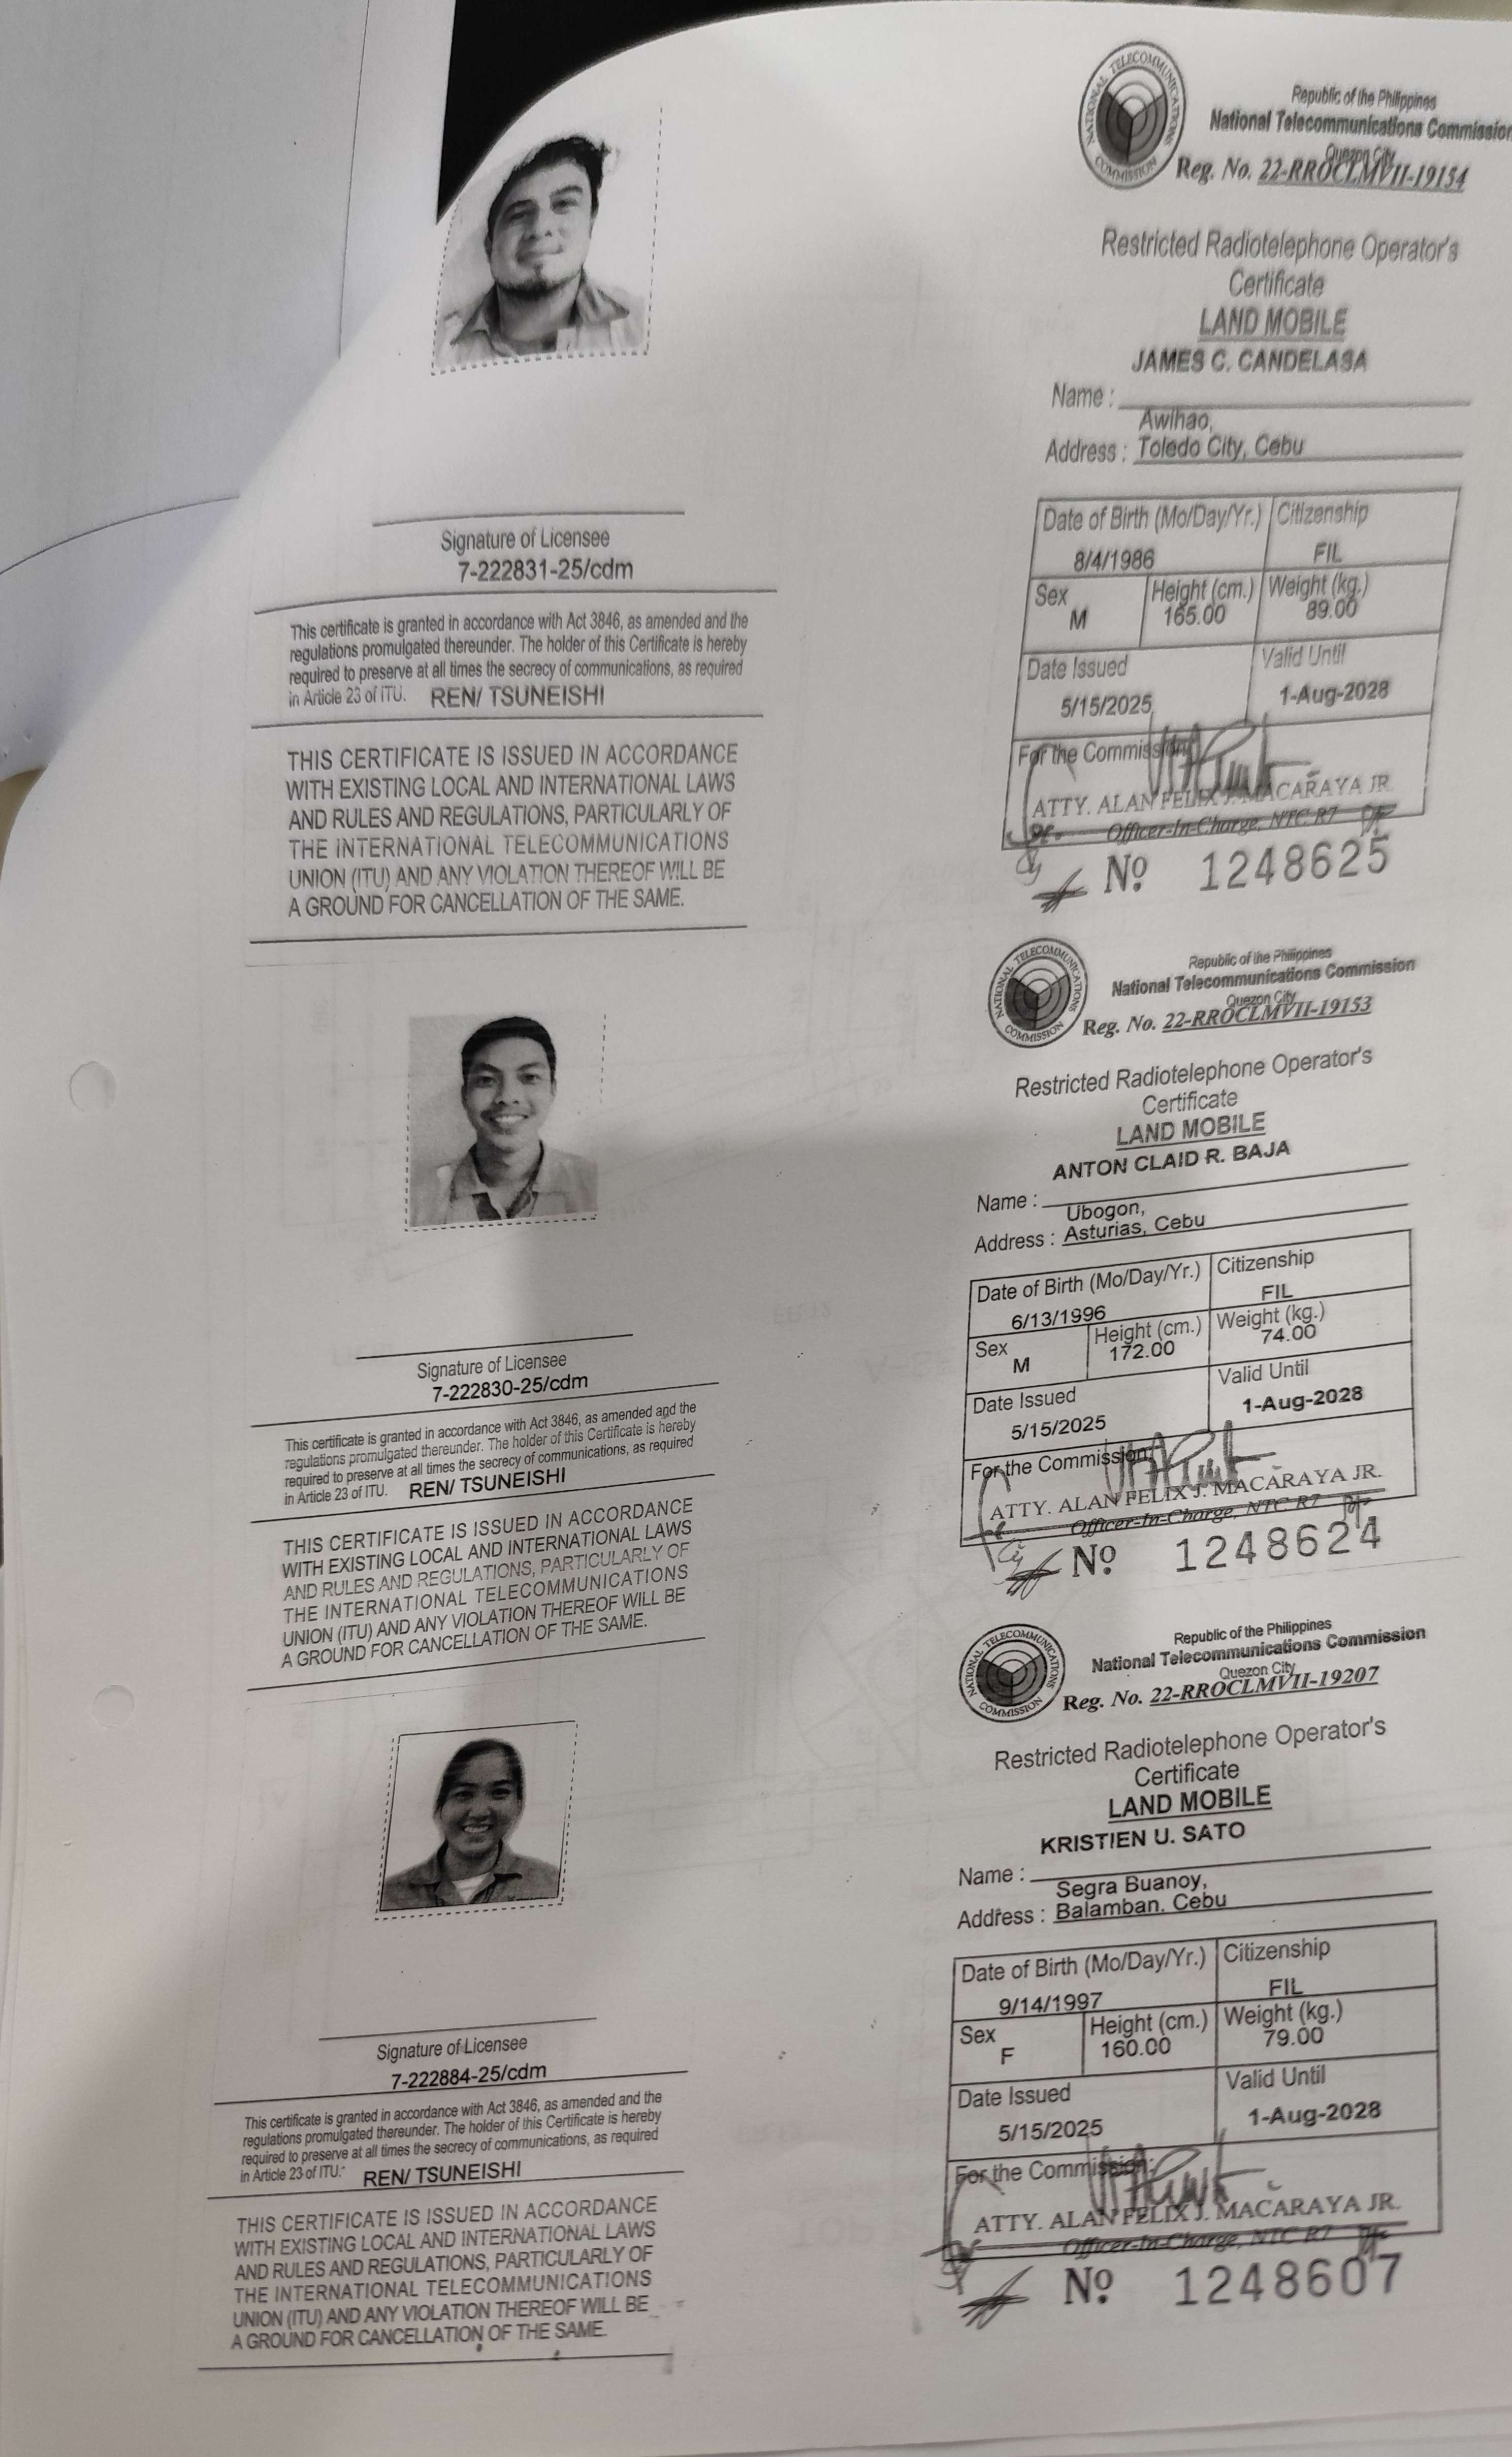 NATIONAL TELECOMMUNICATIONS COMMISSION
Republic of the Philippines
National Telecommunications Commission
Quezon City
Reg. No. 22-RROCLMVII-19154
Restricted Radiotelephone Operator's
Certificate
LAND MOBILE
JAMES C. CANDELASA
Name :
Awihao,
Address : Toledo City, Cebu
Date of Birth (Mo/Day/Yr.) Citizenship
8/4/1986 FIL
Sex Height (cm.) Weight (kg.)
M 165.00 89.00
Date Issued Valid Until
5/15/2025 1-Aug-2028
For the Commission:
ATTY. ALAN FELIX J. MACARAYA JR.
Officer-In-Charge, NTC R7
Nº 1248625
Signature of Licensee
7-222831-25/cdm
This certificate is granted in accordance with Act 3846, as amended and the
regulations promulgated thereunder. The holder of this Certificate is hereby
required to preserve at all times the secrecy of communications, as required
in Article 23 of ITU. REN/ TSUNEISHI
THIS CERTIFICATE IS ISSUED IN ACCORDANCE
WITH EXISTING LOCAL AND INTERNATIONAL LAWS
AND RULES AND REGULATIONS, PARTICULARLY OF
THE INTERNATIONAL TELECOMMUNICATIONS
UNION (ITU) AND ANY VIOLATION THEREOF WILL BE
A GROUND FOR CANCELLATION OF THE SAME.
NATIONAL TELECOMMUNICATIONS COMMISSION
Republic of the Philippines
National Telecommunications Commission
Quezon City
Reg. No. 22-RROCLMVII-19153
Restricted Radiotelephone Operator's
Certificate
LAND MOBILE
ANTON CLAID R. BAJA
Name :
Ubogon,
Address : Asturias, Cebu
Date of Birth (Mo/Day/Yr.) Citizenship
6/13/1996 FIL
Sex Height (cm.) Weight (kg.)
M 172.00 74.00
Date Issued Valid Until
5/15/2025 1-Aug-2028
For the Commission:
ATTY. ALAN FELIX J. MACARAYA JR.
Officer-In-Charge, NTC R7
Nº 1248624
Signature of Licensee
7-222830-25/cdm
This certificate is granted in accordance with Act 3846, as amended and the
regulations promulgated thereunder. The holder of this Certificate is hereby
required to preserve at all times the secrecy of communications, as required
in Article 23 of ITU. REN/ TSUNEISHI
THIS CERTIFICATE IS ISSUED IN ACCORDANCE
WITH EXISTING LOCAL AND INTERNATIONAL LAWS
AND RULES AND REGULATIONS, PARTICULARLY OF
THE INTERNATIONAL TELECOMMUNICATIONS
UNION (ITU) AND ANY VIOLATION THEREOF WILL BE
A GROUND FOR CANCELLATION OF THE SAME.
NATIONAL TELECOMMUNICATIONS COMMISSION
Republic of the Philippines
National Telecommunications Commission
Quezon City
Reg. No. 22-RROCLMVII-19207
Restricted Radiotelephone Operator's
Certificate
LAND MOBILE
KRISTIEN U. SATO
Name :
Segra Buanoy,
Address : Balamban. Cebu
Date of Birth (Mo/Day/Yr.) Citizenship
9/14/1997 FIL
Sex Height (cm.) Weight (kg.)
F 160.00 79.00
Date Issued Valid Until
5/15/2025 1-Aug-2028
For the Commission:
ATTY. ALAN FELIX J. MACARAYA JR.
Officer-In-Charge, NTC R7
Nº 1248607
Signature of Licensee
7-222884-25/cdm
This certificate is granted in accordance with Act 3846, as amended and the
regulations promulgated thereunder. The holder of this Certificate is hereby
required to preserve at all times the secrecy of communications, as required
in Article 23 of ITU. REN/ TSUNEISHI
THIS CERTIFICATE IS ISSUED IN ACCORDANCE
WITH EXISTING LOCAL AND INTERNATIONAL LAWS
AND RULES AND REGULATIONS, PARTICULARLY OF
THE INTERNATIONAL TELECOMMUNICATIONS
UNION (ITU) AND ANY VIOLATION THEREOF WILL BE
A GROUND FOR CANCELLATION OF THE SAME.